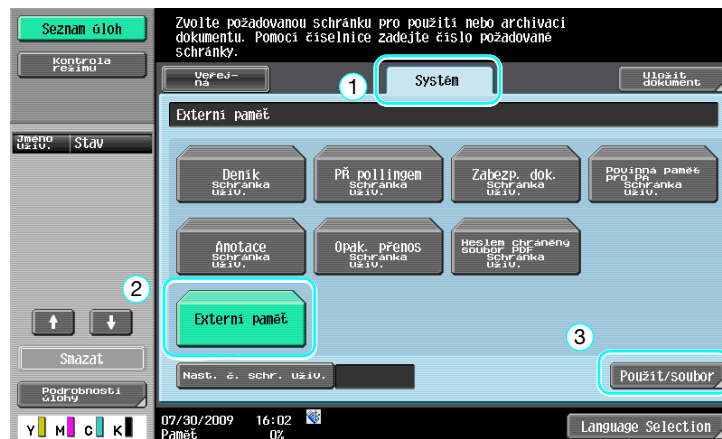 Seznam úloh
Kontrola
režimu
Jméno
uživ.
Stav
2
Smazat
Podrobnosti
úlohy
Y M C K
Zvolte požadovanou schránku pro použití nebo archivaci
dokumentu. Pomocí číselnice zadejte číslo požadované
schránky.
Veřej-
ná
1
Systém
Uložit
dokument
Externí paměť
Deník
Schránka
uživ.
PŘ pollingem
Schránka
uživ.
Zabezp. dok.
Schránka
uživ.
Povinná paměť
pro PA
Schránka
uživ.
Anotace
Schránka
uživ.
Opak. přenos
Schránka
uživ.
Heslem chráněný
soubor PDF
Schránka
uživ.
Externí paměť
3
Nast. č. schr. uživ.
Použít/soubor
07/30/2009 16:02
Paměť 0%
Language Selection